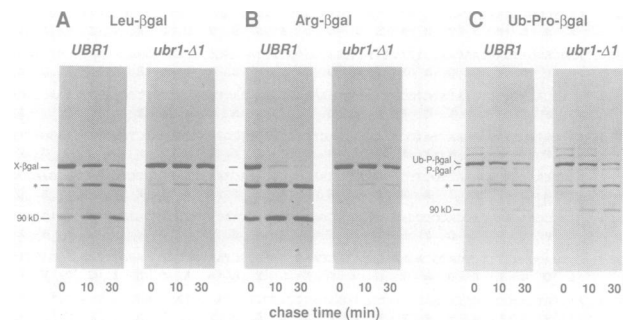 A Leu-βgal
B Arg-βgal
C Ub-Pro-βgal
UBR1 ubr1-Δ1
UBR1 ubr1-Δ1
UBR1 ubr1-Δ1
X-βgal
*
90 kD
Ub-P-βgal
P-βgal
*
90 kD
0 10 30 0 10 30
0 10 30 0 10 30
0 10 30 0 10 30
chase time (min)